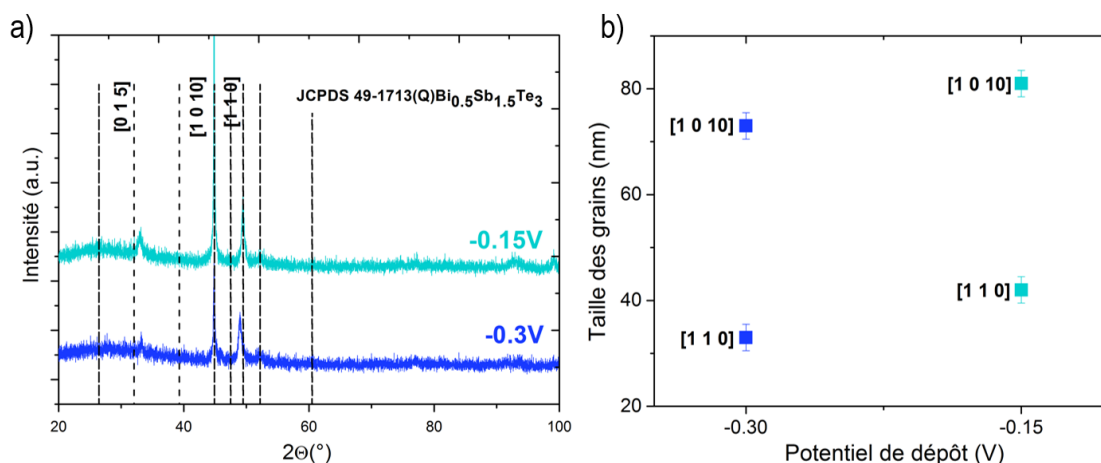 a)
Intensité (a.u.)
[0 1 5]
[1 0 10]
[1 1 0]
JCPDS 49-1713(Q)Bi0.5Sb1.5Te3
-0.15V
-0.3V
20 40 60 80 100
2Θ(°)
b)
Taille des grains (nm)
80
60
40
20
[1 0 10]
[1 0 10]
[1 1 0]
[1 1 0]
-0.30 -0.15
Potentiel de dépôt (V)